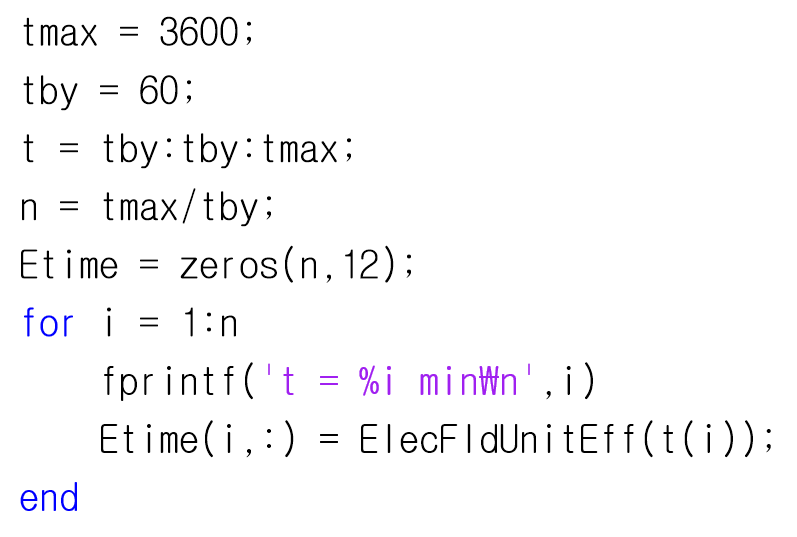 tmax = 3600;
tby = 60;
t = tby:tby:tmax;
n = tmax/tby;
Etime = zeros(n,12);
for i = 1:n
    fprintf('t = %i min₩n',i)
    Etime(i,:) = ElecFldUnitEff(t(i));
end